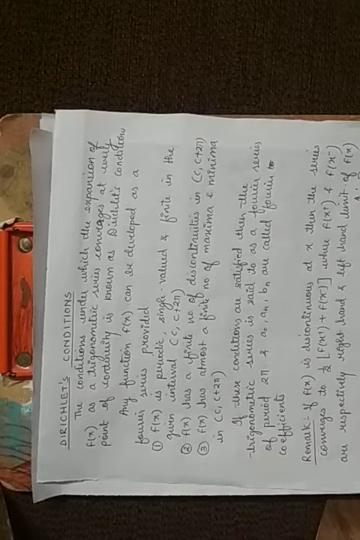 DIRICHLET'S CONDITIONS
The conditions under which the expansion of
f(x) as a trigonometric series converges at every
point of continuity is known as Dirichlet's conditions
Any function f(x) can be developed as a
fourier series provided
① f(x) is periodic, single-valued & finite in the
given interval (c, c+2π)
② f(x) has a finite no of discontinuities in (c, c+2π)
③ f(x) has atmost a finite no of maxima & minima
in (c, c+2π)
If these conditions are satisfied then the
trigonometric series is said to as a fourier series
of period 2π & a₀, aₙ, bₙ are called fourier
coefficients
Remark- If f(x) is discontinuous at x then the series
converges to ½ [f(x⁺) + f(x⁻)] where f(x⁺) & f(x⁻)
are respectively right hand & left hand limit of f(x)